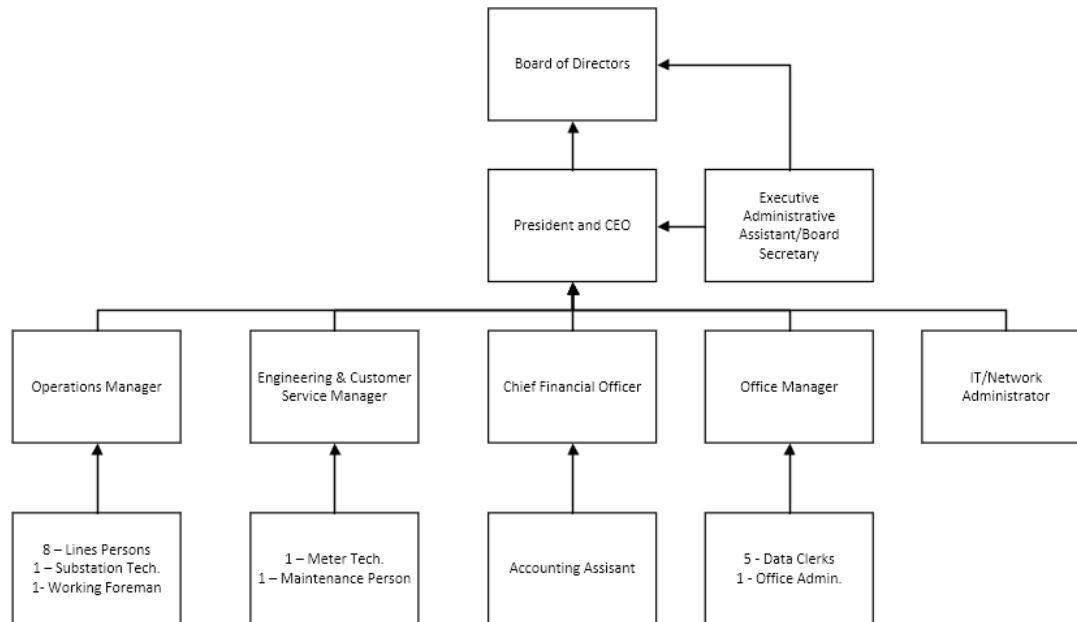 Board of Directors
President and CEO
Executive
Administrative
Assistant/Board
Secretary
Operations Manager
Engineering & Customer
Service Manager
Chief Financial Officer
Office Manager
IT/Network
Administrator
8 – Lines Persons
1 – Substation Tech.
1- Working Foreman
1 – Meter Tech.
1 – Maintenance Person
Accounting Assisant
5 - Data Clerks
1 - Office Admin.